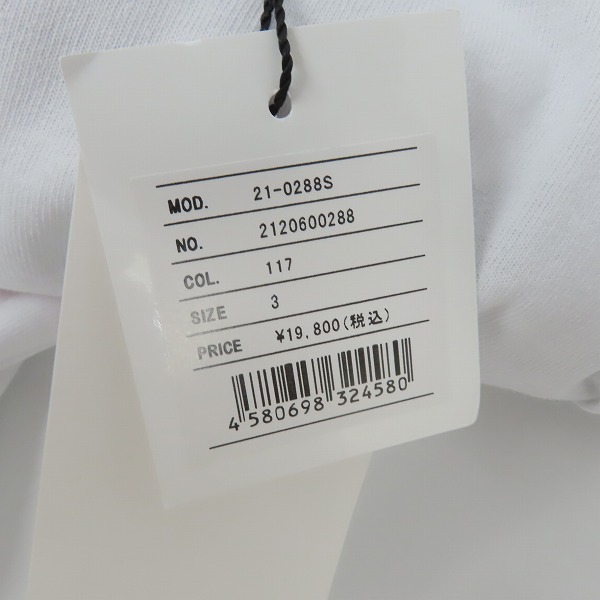 MOD. 21-0288S
NO. 2120600288
COL. 117
SIZE 3
PRICE ¥19,800(税込)
4 580698 324580